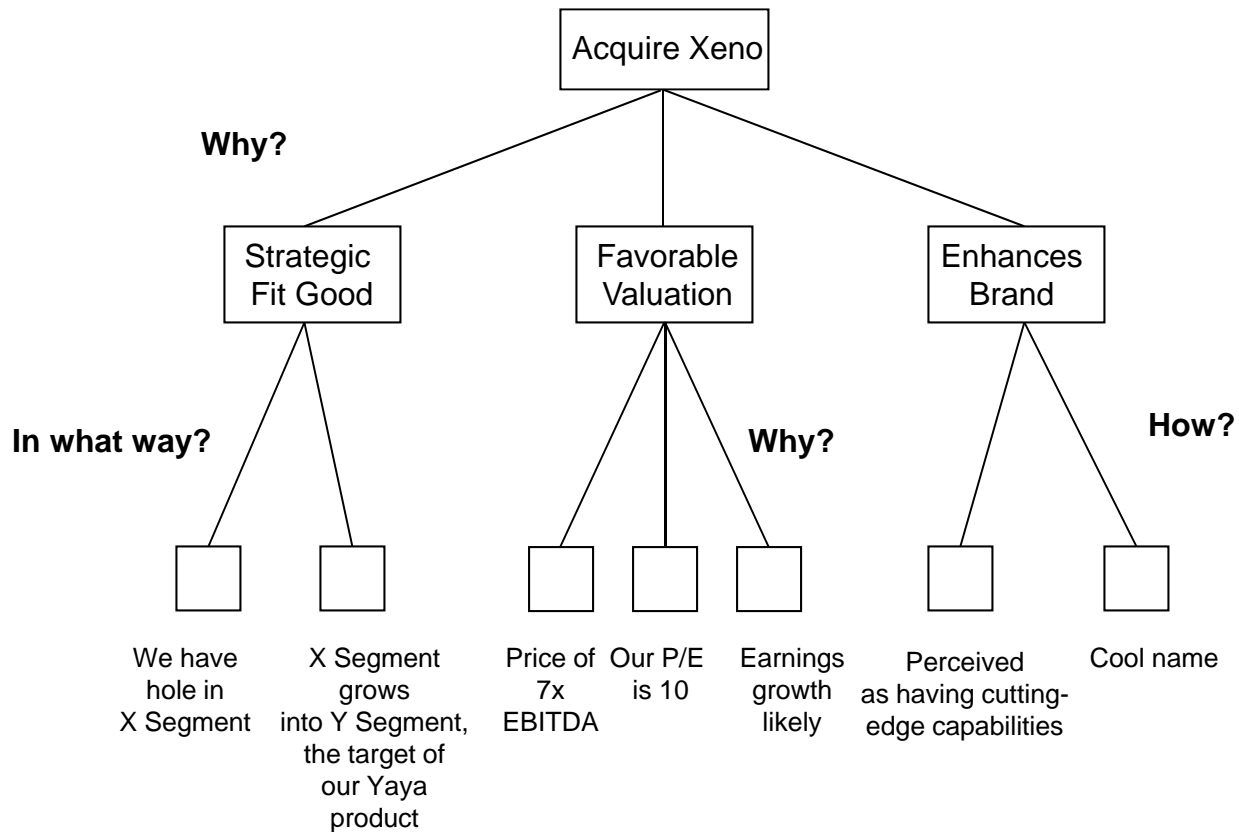 Acquire Xeno
Why?
Strategic
Fit Good
Favorable
Valuation
Enhances
Brand
In what way?
Why?
How?
We have
hole in
X Segment
X Segment
grows
into Y Segment,
the target of
our Yaya
product
Price of
7x
EBITDA
Our P/E
is 10
Earnings
growth
likely
Perceived
as having cutting-
edge capabilities
Cool name